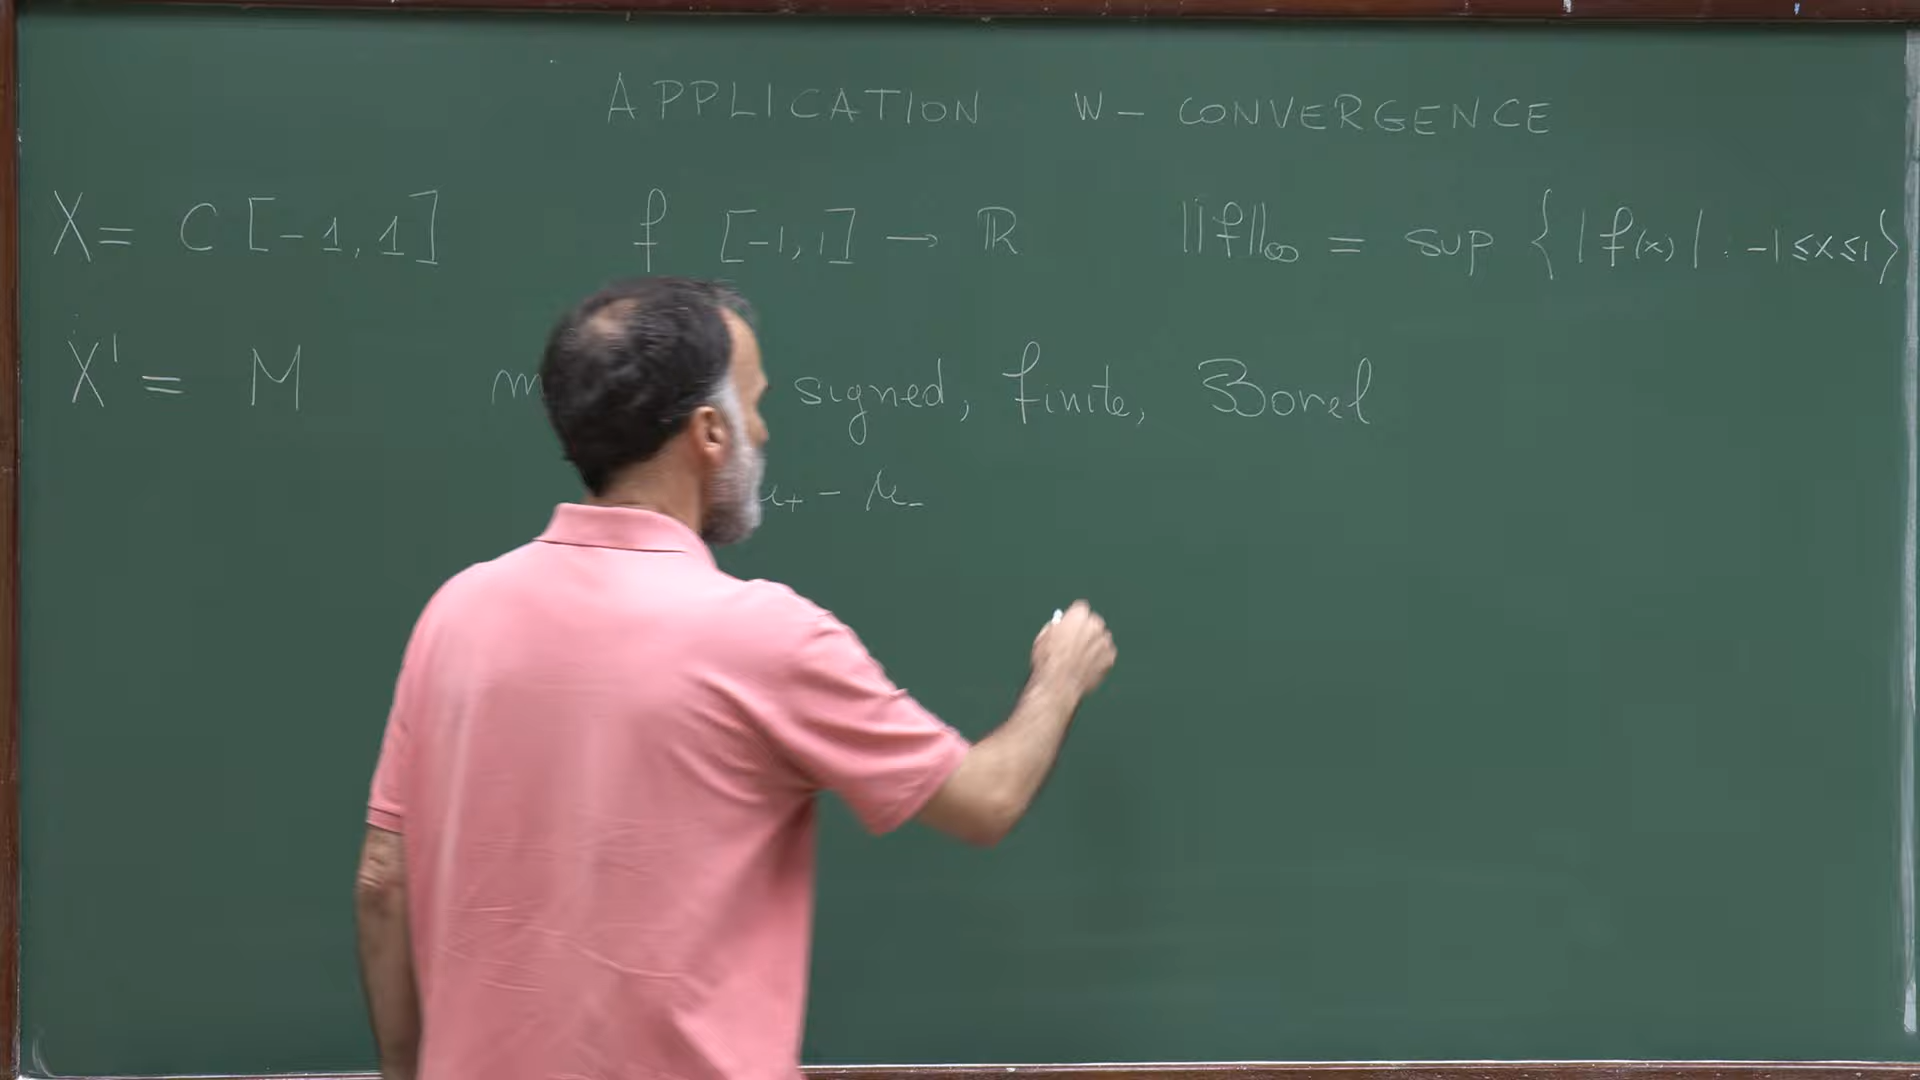 APPLICATION W- CONVERGENCE
X = C [-1,1] f [-1,1] → ℝ ||f||∞ = sup { |f(x)| : -1≤x≤1}
X' = M signed, finite, Borel
μ+ - μ-